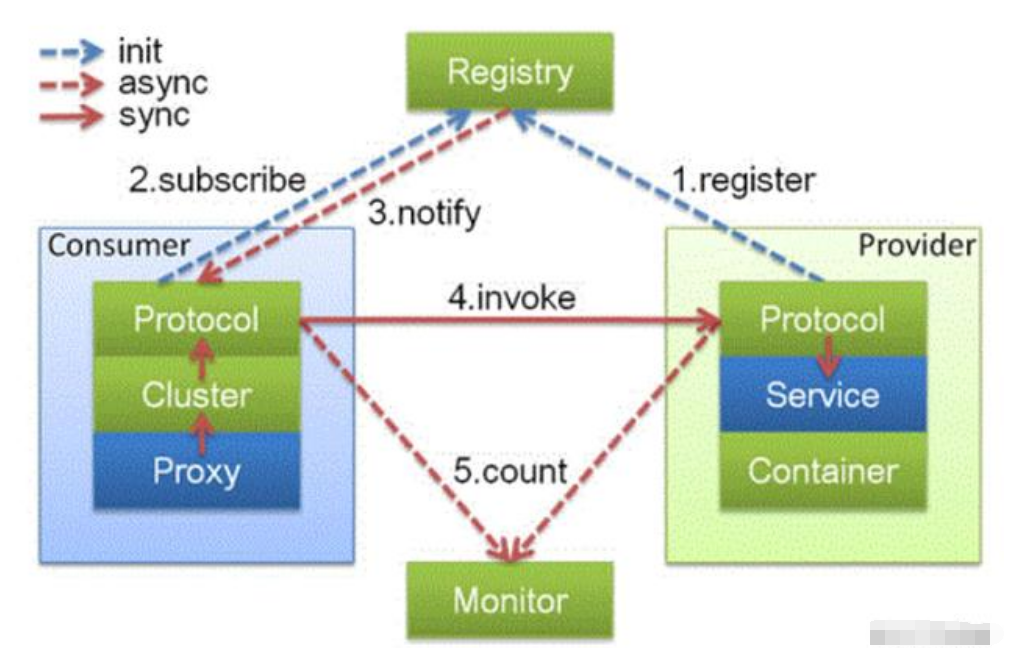 init
async
sync
Registry
2.subscribe
1.register
3.notify
Consumer
Provider
Protocol
4.invoke
Protocol
Cluster
Service
Proxy
5.count
Container
Monitor